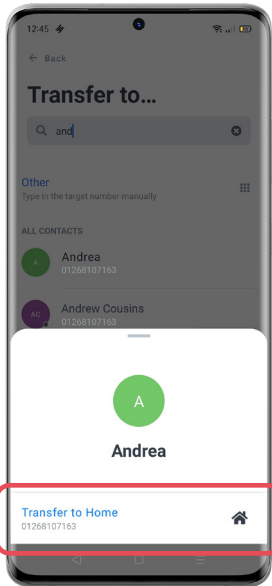 12:45
← Back
Transfer to...
and
Other
Type in the target number manually
ALL CONTACTS
A
Andrea
01268107163
AC
Andrew Cousins
01268107163
A
Andrea
Transfer to Home
01268107163